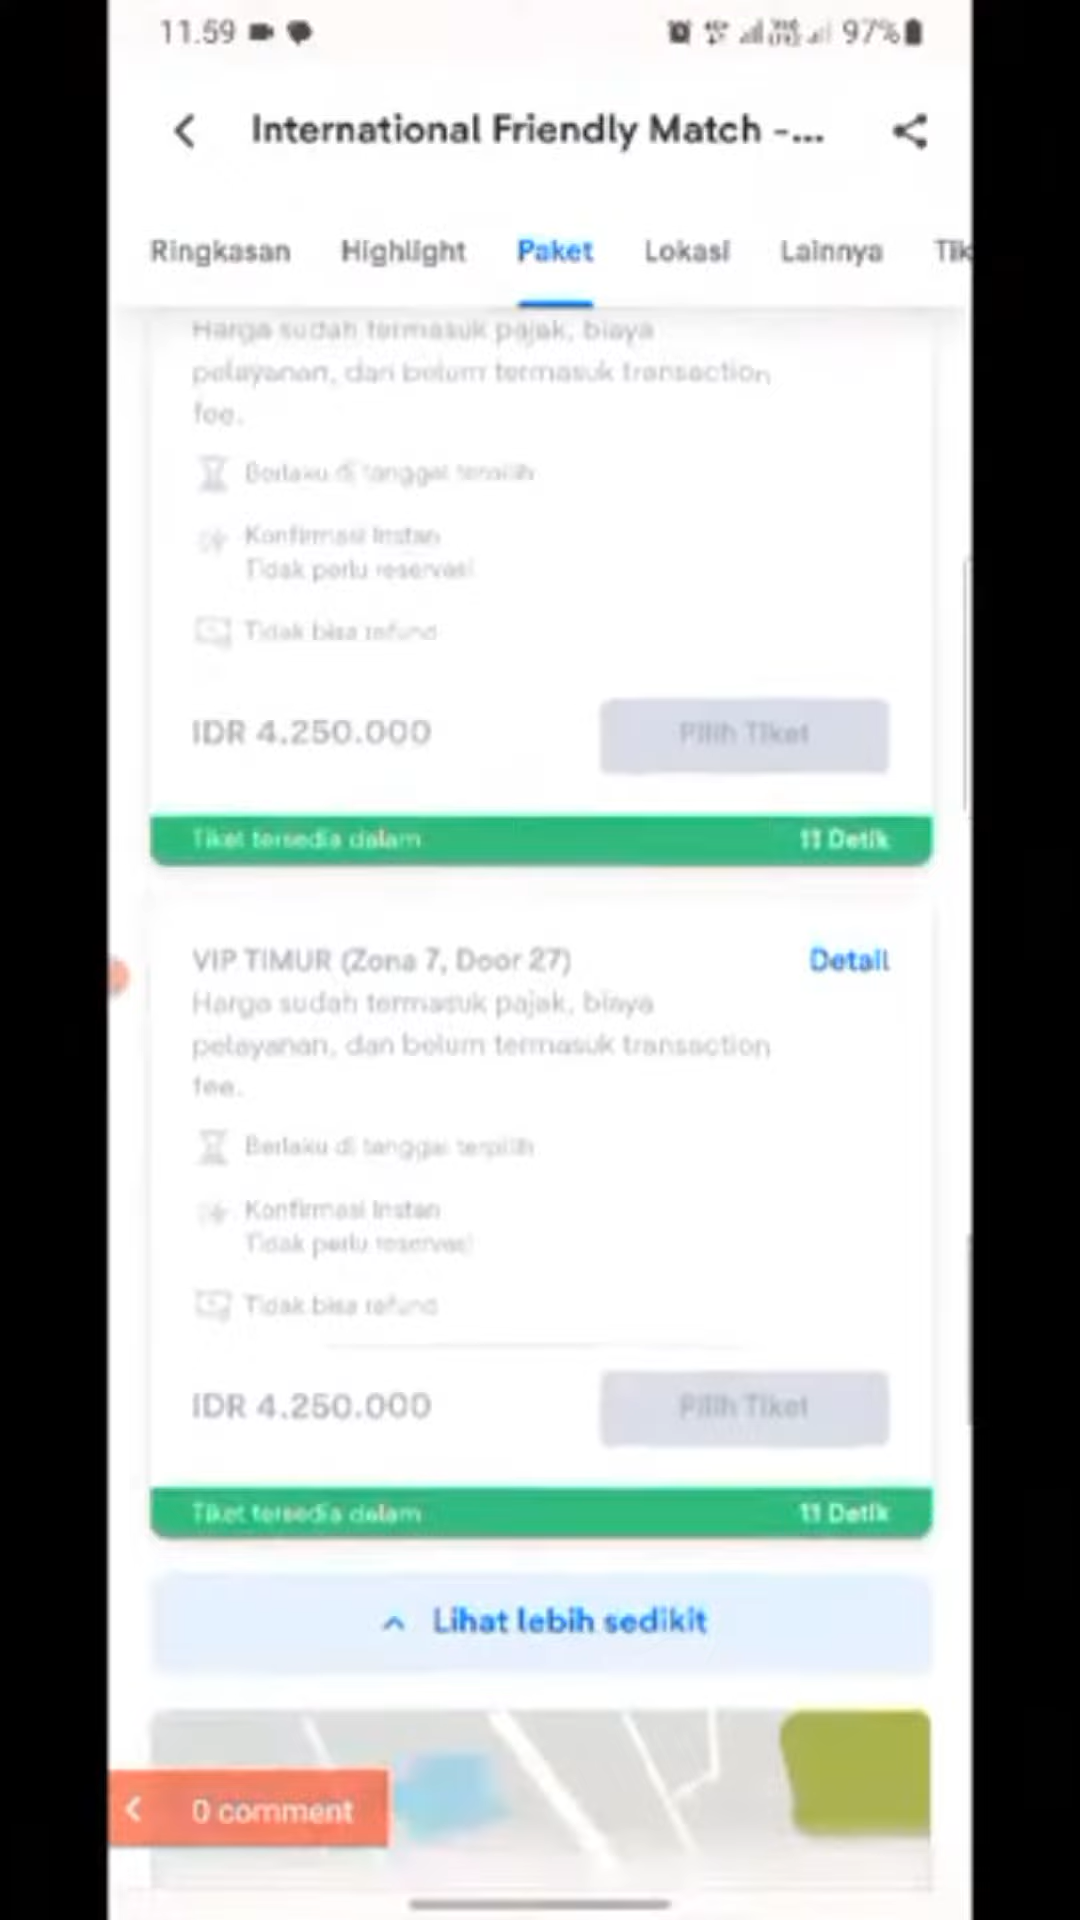 11.59
97%
International Friendly Match -...
Ringkasan Highlight Paket Lokasi Lainnya Tik
Harga sudah termasuk pajak, biaya
pelayanan, dan belum termasuk transaction
fee.
Berlaku di tanggal terpilih
Konfirmasi Instan
Tidak perlu reservasi
Tidak bisa refund
IDR 4.250.000
Pilih Tiket
Tiket tersedia dalam
11 Detik
VIP TIMUR (Zona 7, Door 27)
Detail
Harga sudah termasuk pajak, biaya
pelayanan, dan belum termasuk transaction
fee.
Berlaku di tanggal terpilih
Konfirmasi Instan
Tidak perlu reservasi
Tidak bisa refund
IDR 4.250.000
Pilih Tiket
Tiket tersedia dalam
11 Detik
Lihat lebih sedikit
0 comment